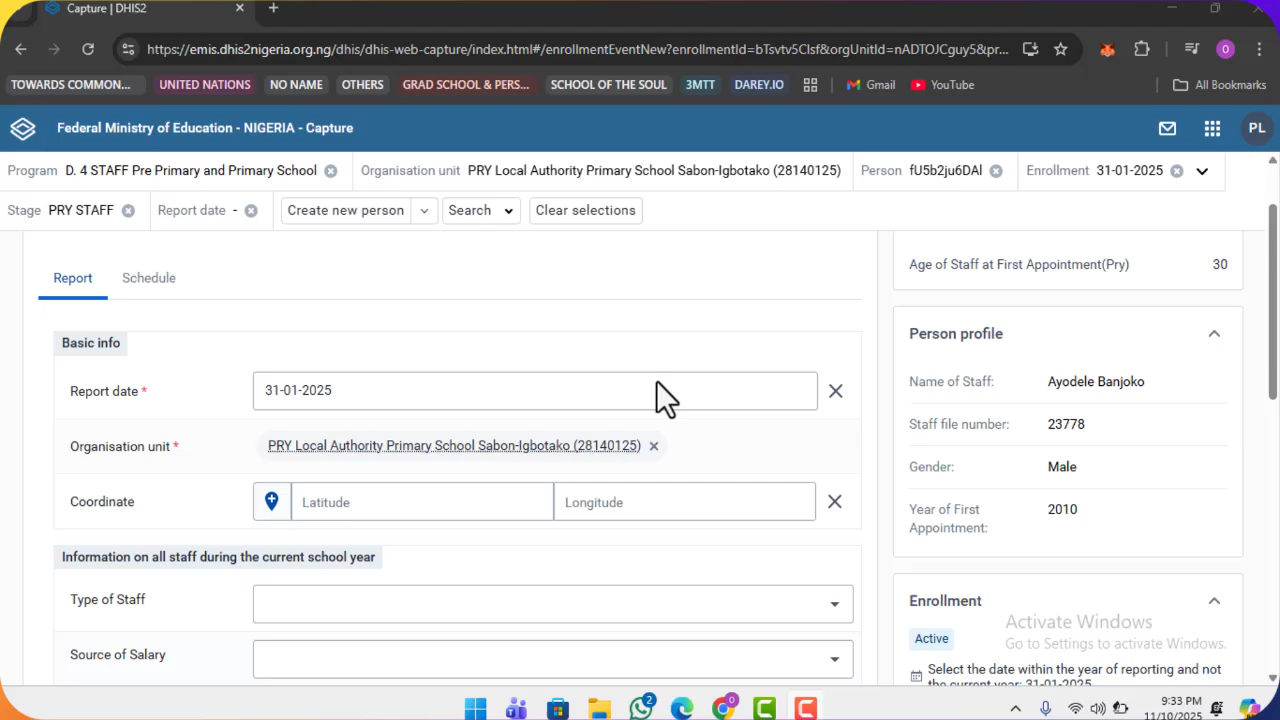 Capture | DHIS2
https://emis.dhis2nigeria.org.ng/dhis/dhis-web-capture/index.html#/enrollmentEventNew?enrollmentId=bTsvtv5CIsf&orgUnitId=nADTOJCguy5&pr...
O
TOWARDS COMMON...
UNITED NATIONS
NO NAME
OTHERS
GRAD SCHOOL & PERS...
SCHOOL OF THE SOUL
3MTT
DAREY.IO
Gmail
YouTube
All Bookmarks
Federal Ministry of Education - NIGERIA - Capture
PL
Program D. 4 STAFF Pre Primary and Primary School
Organisation unit PRY Local Authority Primary School Sabon-Igbotako (28140125)
Person fU5b2ju6DAl
Enrollment 31-01-2025
Stage PRY STAFF
Report date -
Create new person
Search
Clear selections
Report
Schedule
Basic info
Report date *
31-01-2025
Organisation unit *
PRY Local Authority Primary School Sabon-Igbotako (28140125)
Coordinate
Latitude
Longitude
Information on all staff during the current school year
Type of Staff
Source of Salary
Age of Staff at First Appointment(Pry) 30
Person profile
Name of Staff: Ayodele Banjoko
Staff file number: 23778
Gender: Male
Year of First 2010
Appointment:
Enrollment
Active
Select the date within the year of reporting and not
the current year: 31-01-2025
Activate Windows
Go to Settings to activate Windows.
2
O
9:33 PM
11/10/2025